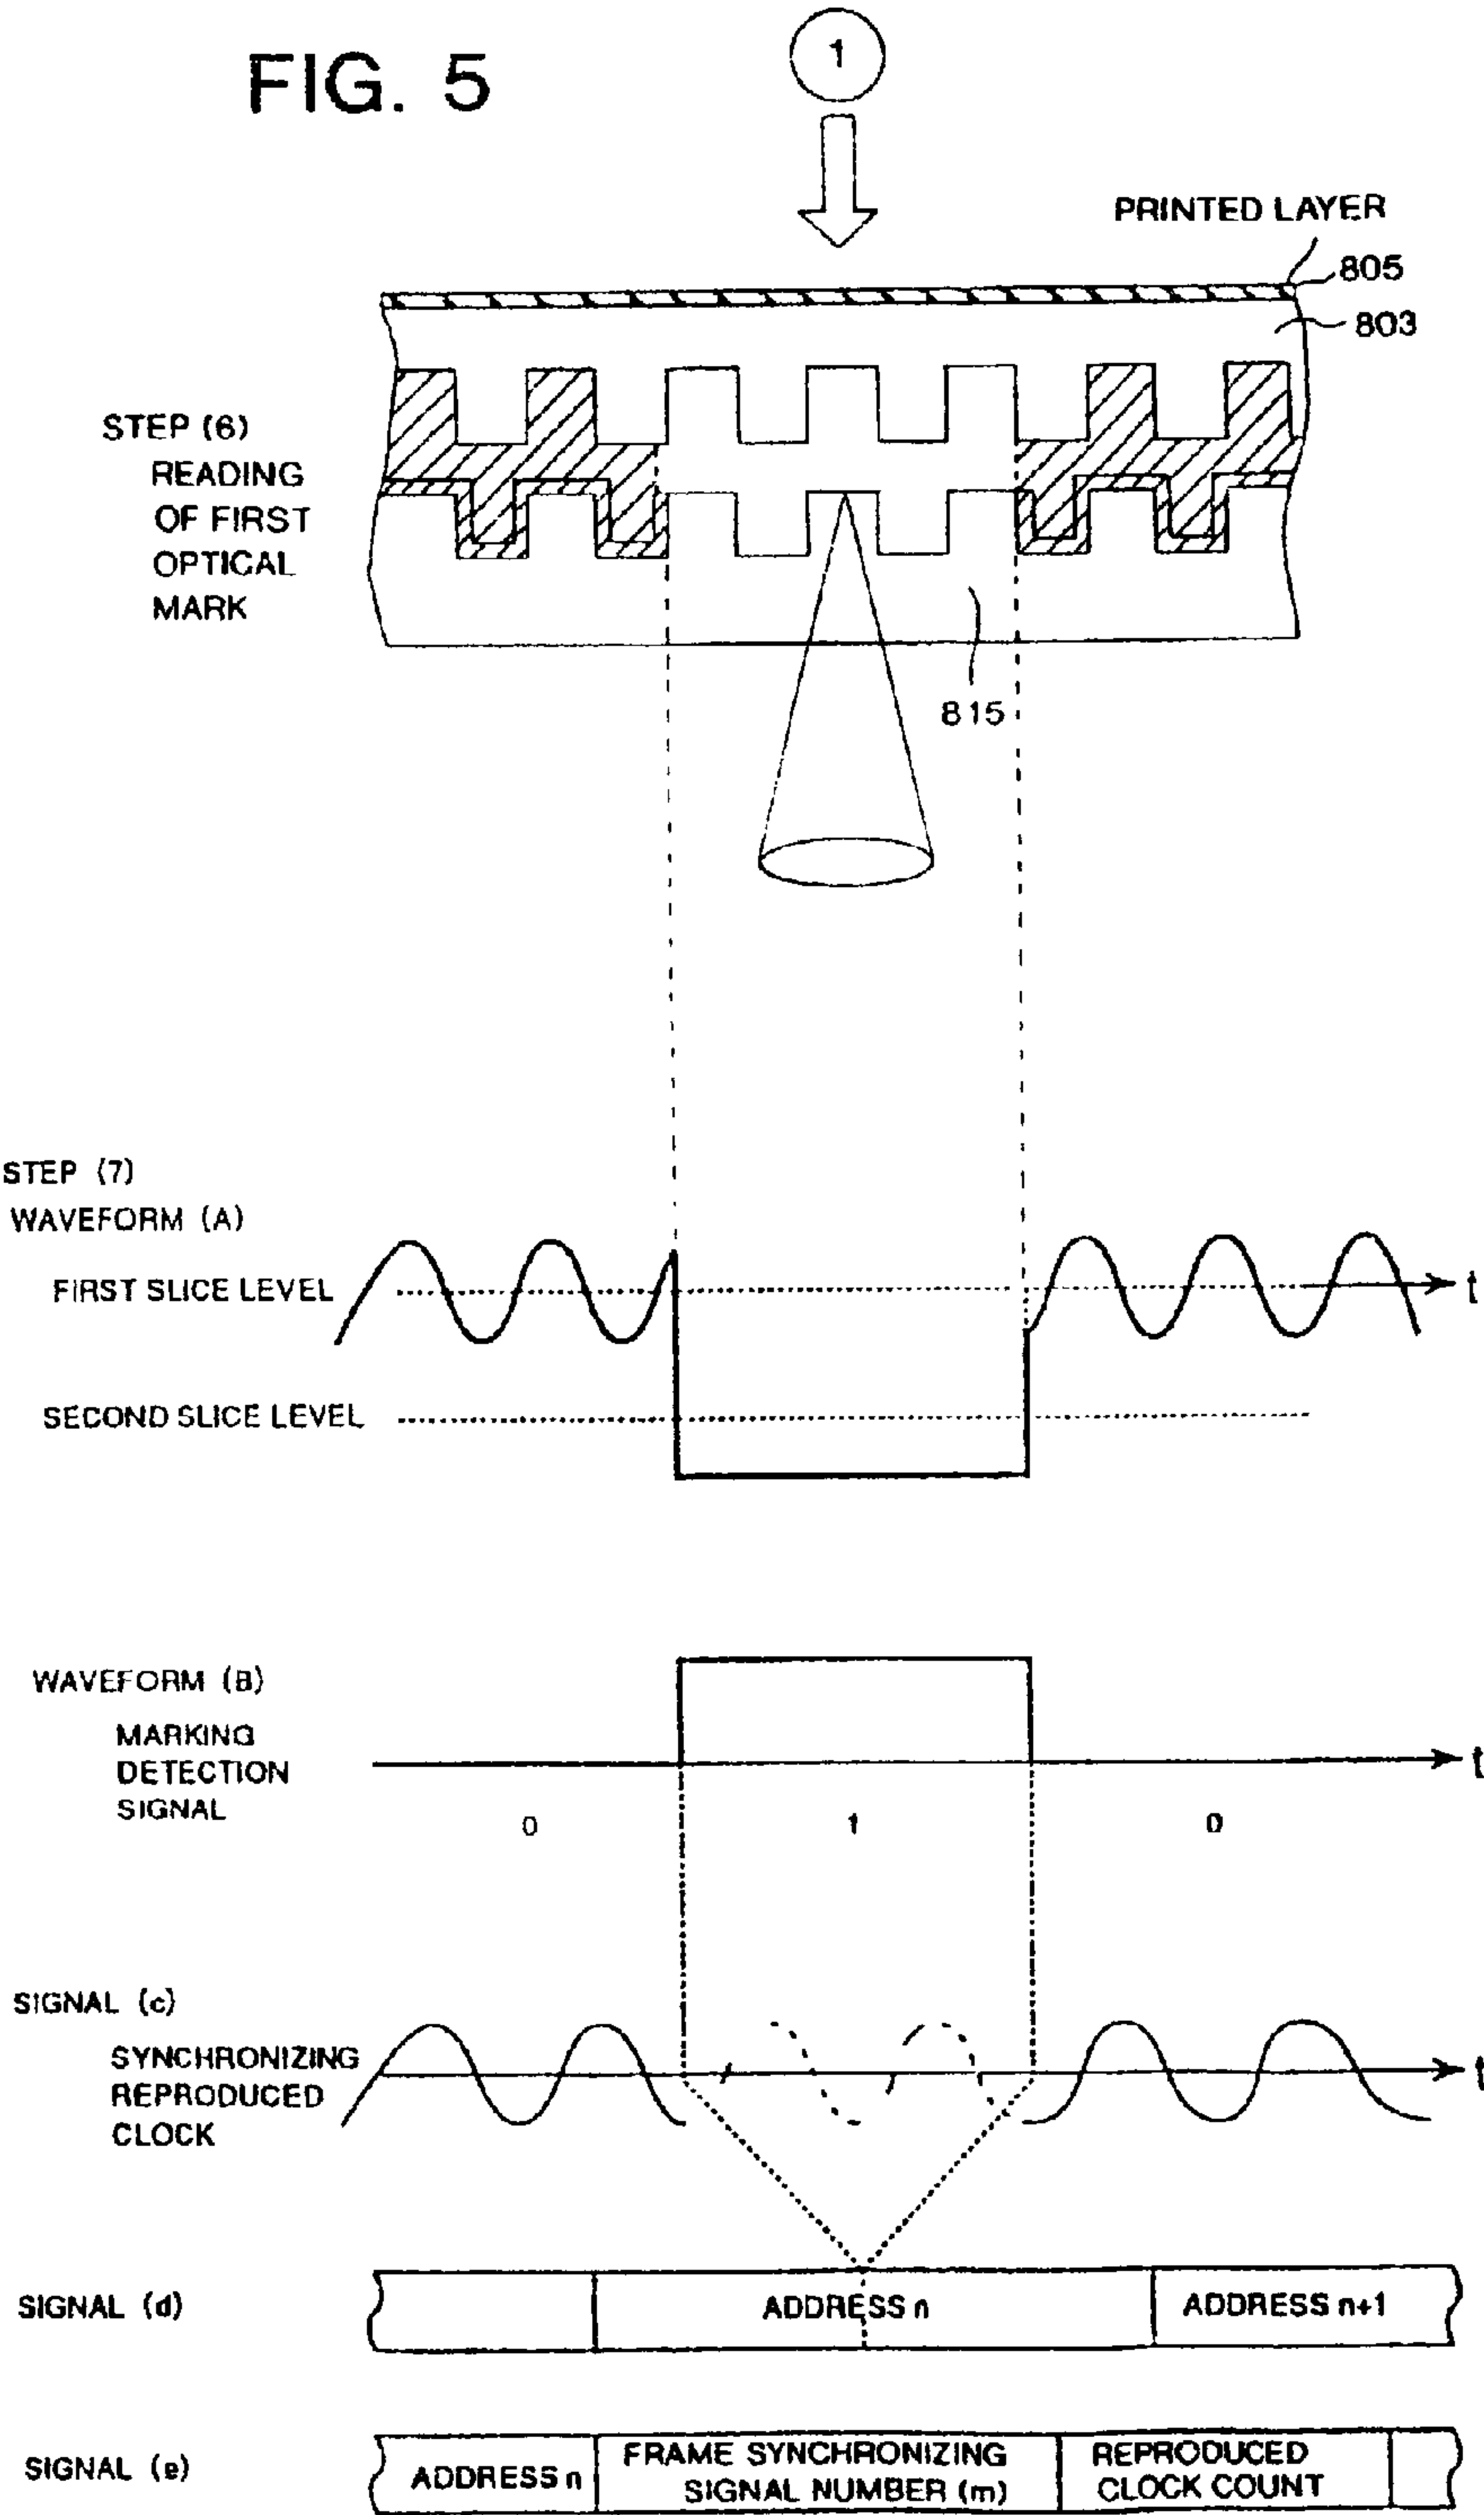 FIG. 5
1
PRINTED LAYER
805
803
STEP (6)
READING
OF FIRST
OPTICAL
MARK
815
STEP (7)
WAVEFORM (A)
FIRST SLICE LEVEL
t
SECOND SLICE LEVEL
WAVEFORM (B)
MARKING
DETECTION
SIGNAL
t
0 1 0
SIGNAL (c)
SYNCHRONIZING
REPRODUCED
CLOCK
t
SIGNAL (d)
ADDRESS n
ADDRESS n+1
SIGNAL (e)
ADDRESS n
FRAME SYNCHRONIZING
SIGNAL NUMBER (m)
REPRODUCED
CLOCK COUNT